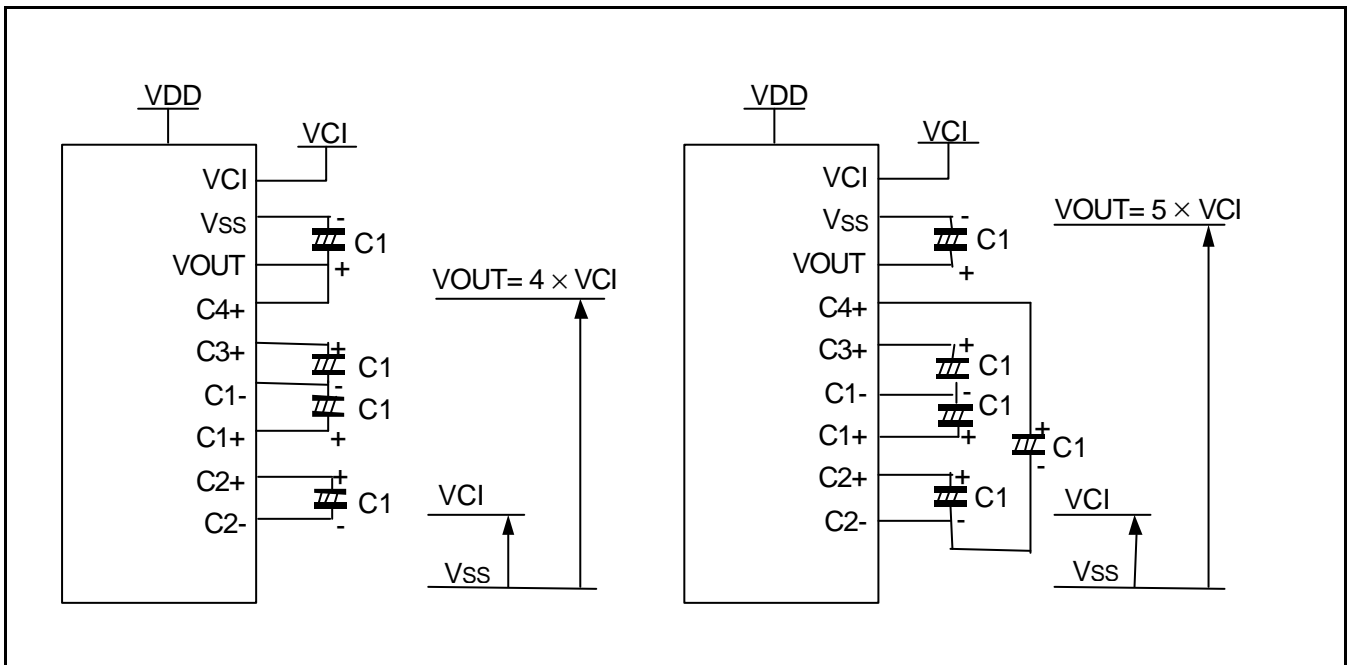 VDD
VCI
VCI
Vss
VOUT
C4+
C3+
C1-
C1+
C2+
C2-
-
C1
+
+
C1
-
C1
+
+
C1
-
VOUT= 4 × VCI
VCI
Vss
VDD
VCI
VCI
Vss
VOUT
C4+
C3+
C1-
C1+
C2+
C2-
-
C1
+
+
C1
-
C1
+
+
C1
-
+
C1
-
VOUT= 5 × VCI
VCI
Vss